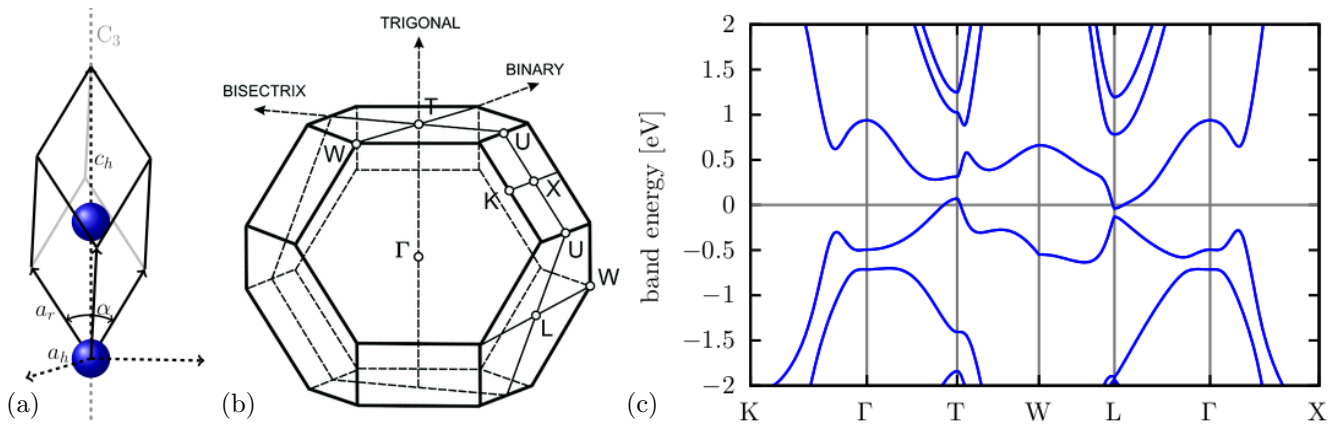 C₃
c_h
a_r
α
a_h
(a)
TRIGONAL
BINARY
BISECTRIX
T
W
U
K
X
Γ
U
W
L
(b)
2
1.5
1
0.5
0
−0.5
−1
−1.5
−2
band energy [eV]
K Γ T W L Γ X
(c)